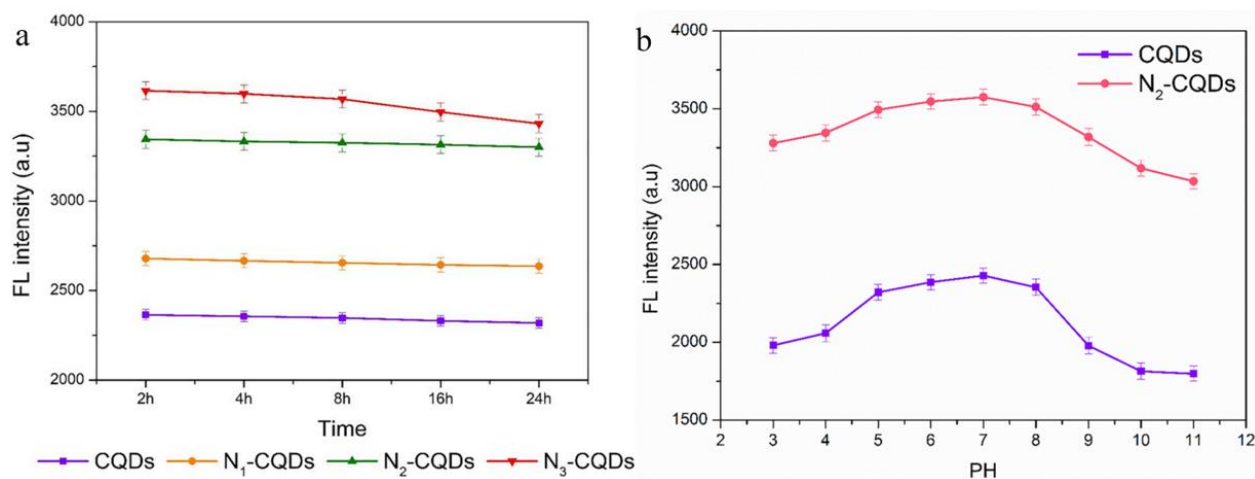 a
4000
3500
3000
2500
2000
FL intensity (a.u)
2h 4h 8h 16h 24h
Time
CQDs N₁-CQDs N₂-CQDs N₃-CQDs
b
4000
3500
3000
2500
2000
1500
FL intensity (a.u)
CQDs
N₂-CQDs
2 3 4 5 6 7 8 9 10 11 12
PH